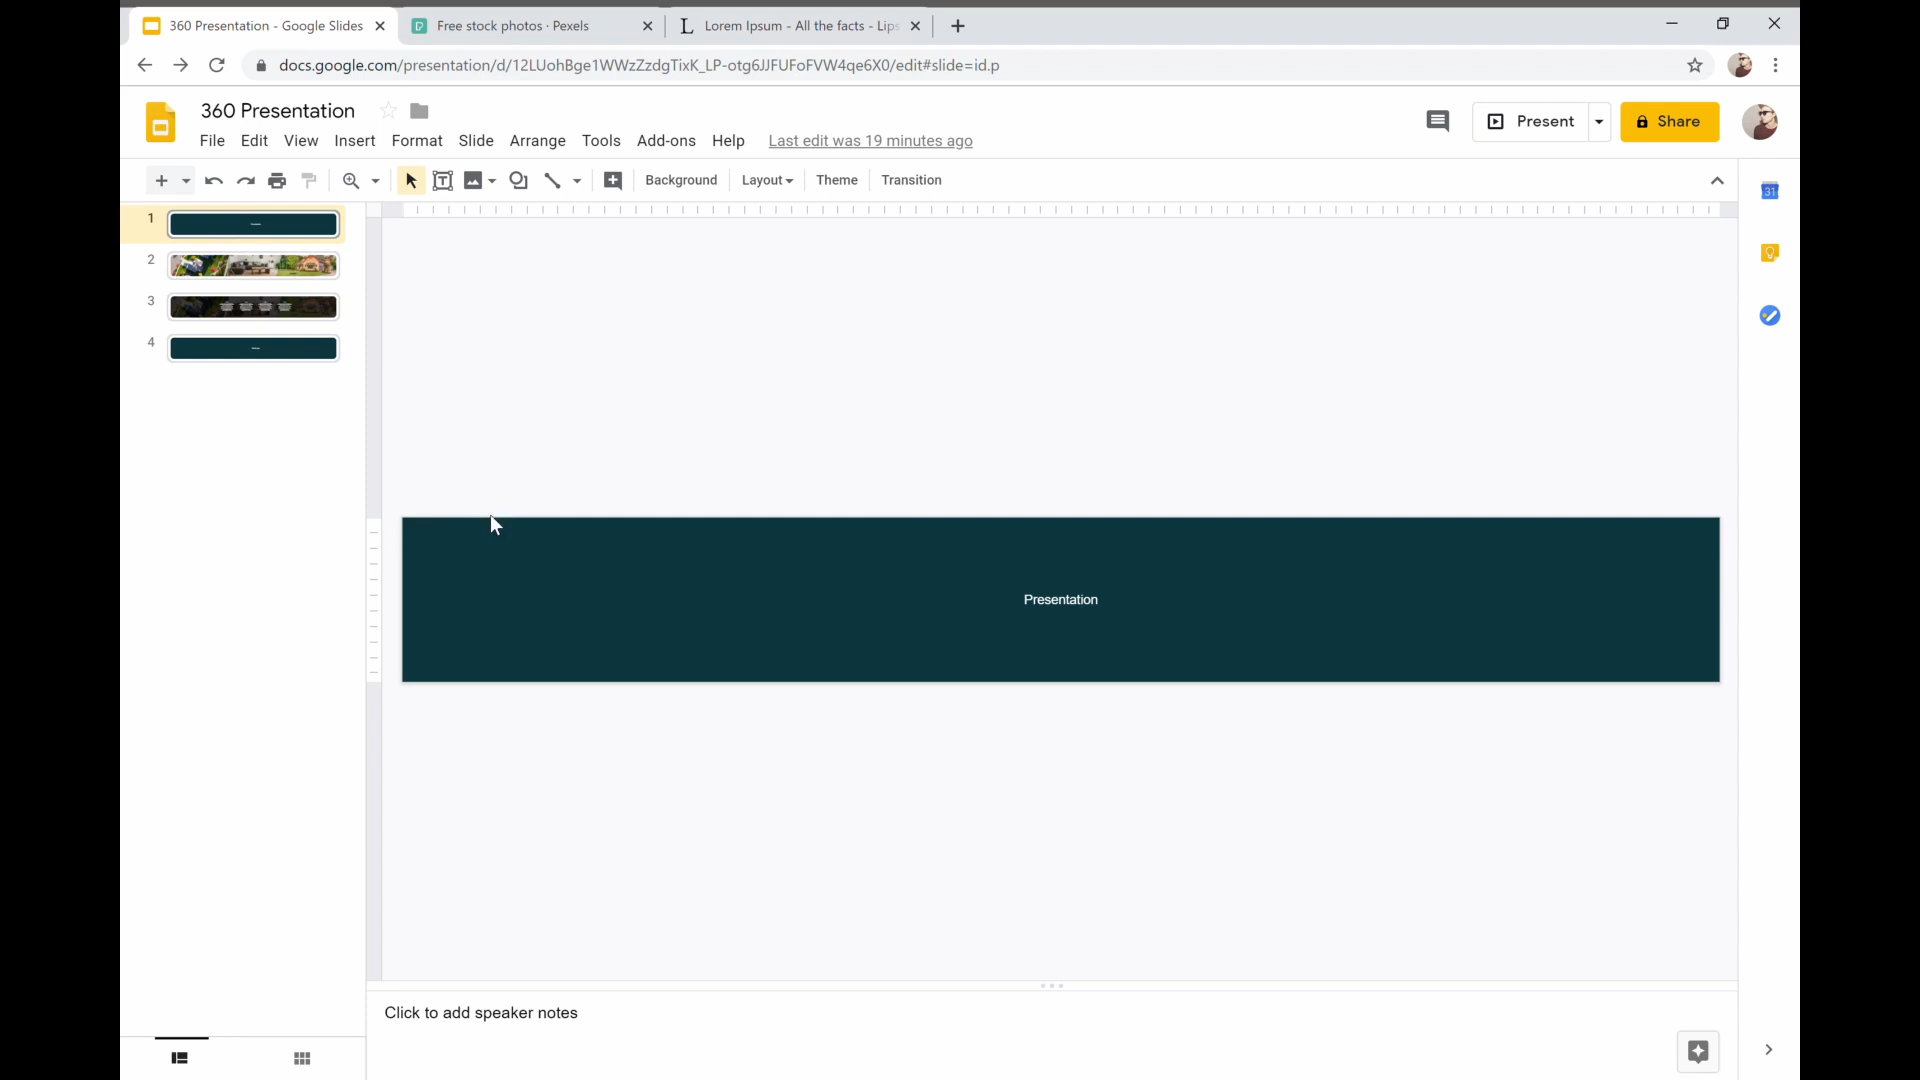 360 Presentation - Google Slides
Free stock photos · Pexels
Lorem Ipsum - All the facts - Lips
docs.google.com/presentation/d/12LUohBge1WWzZzdgTixK_LP-otg6JJFUFoFVW4qe6X0/edit#slide=id.p
360 Presentation
Present
Share
File Edit View Insert Format Slide Arrange Tools Add-ons Help Last edit was 19 minutes ago
Background Layout Theme Transition
31
1
2
3
4
Presentation
Click to add speaker notes